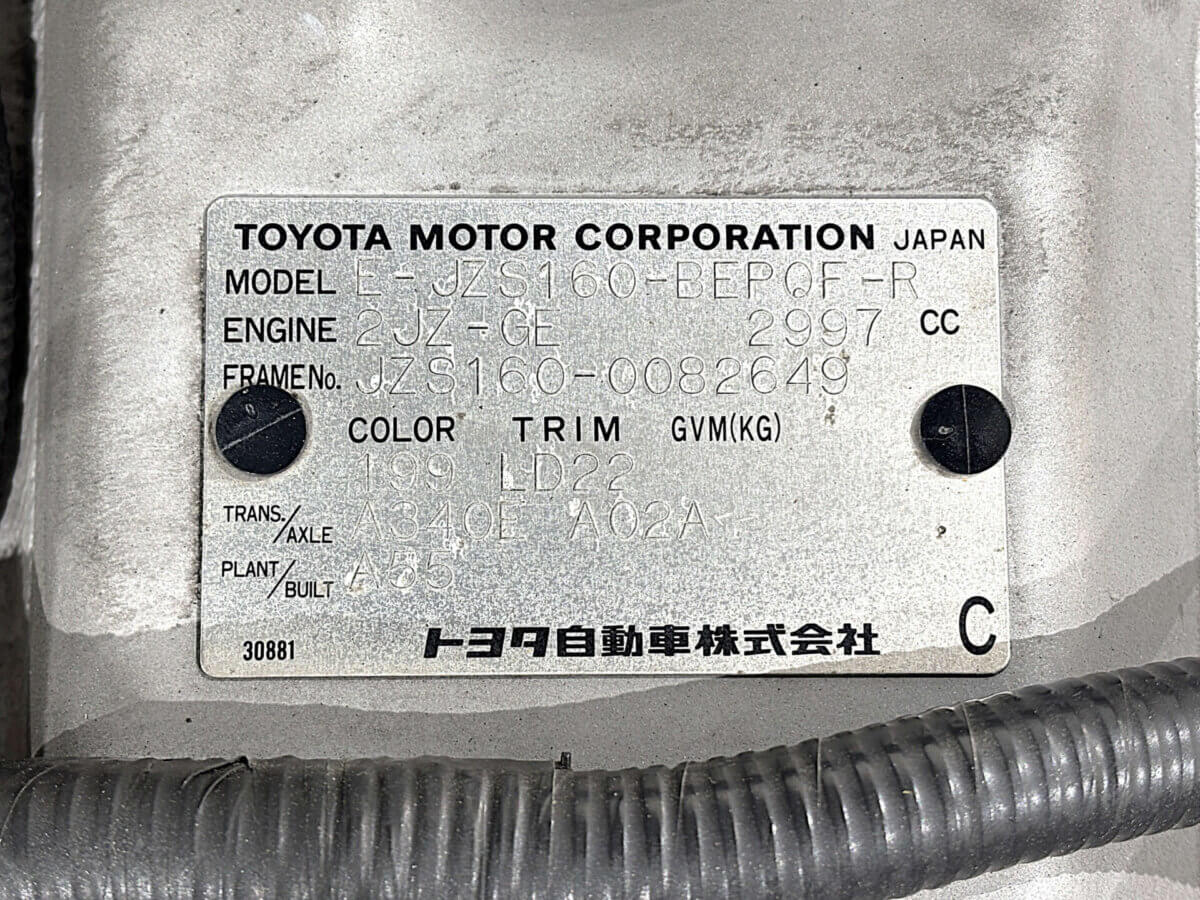 TOYOTA MOTOR CORPORATION JAPAN
MODEL E-JZS160-BEPQF-R
ENGINE 2JZ-GE 2997 CC
FRAME No. JZS160-0082649
COLOR TRIM GVM(KG)
199 LD22
TRANS./AXLE A340E A02A
PLANT/BUILT A55
30881 トヨタ自動車株式会社 C